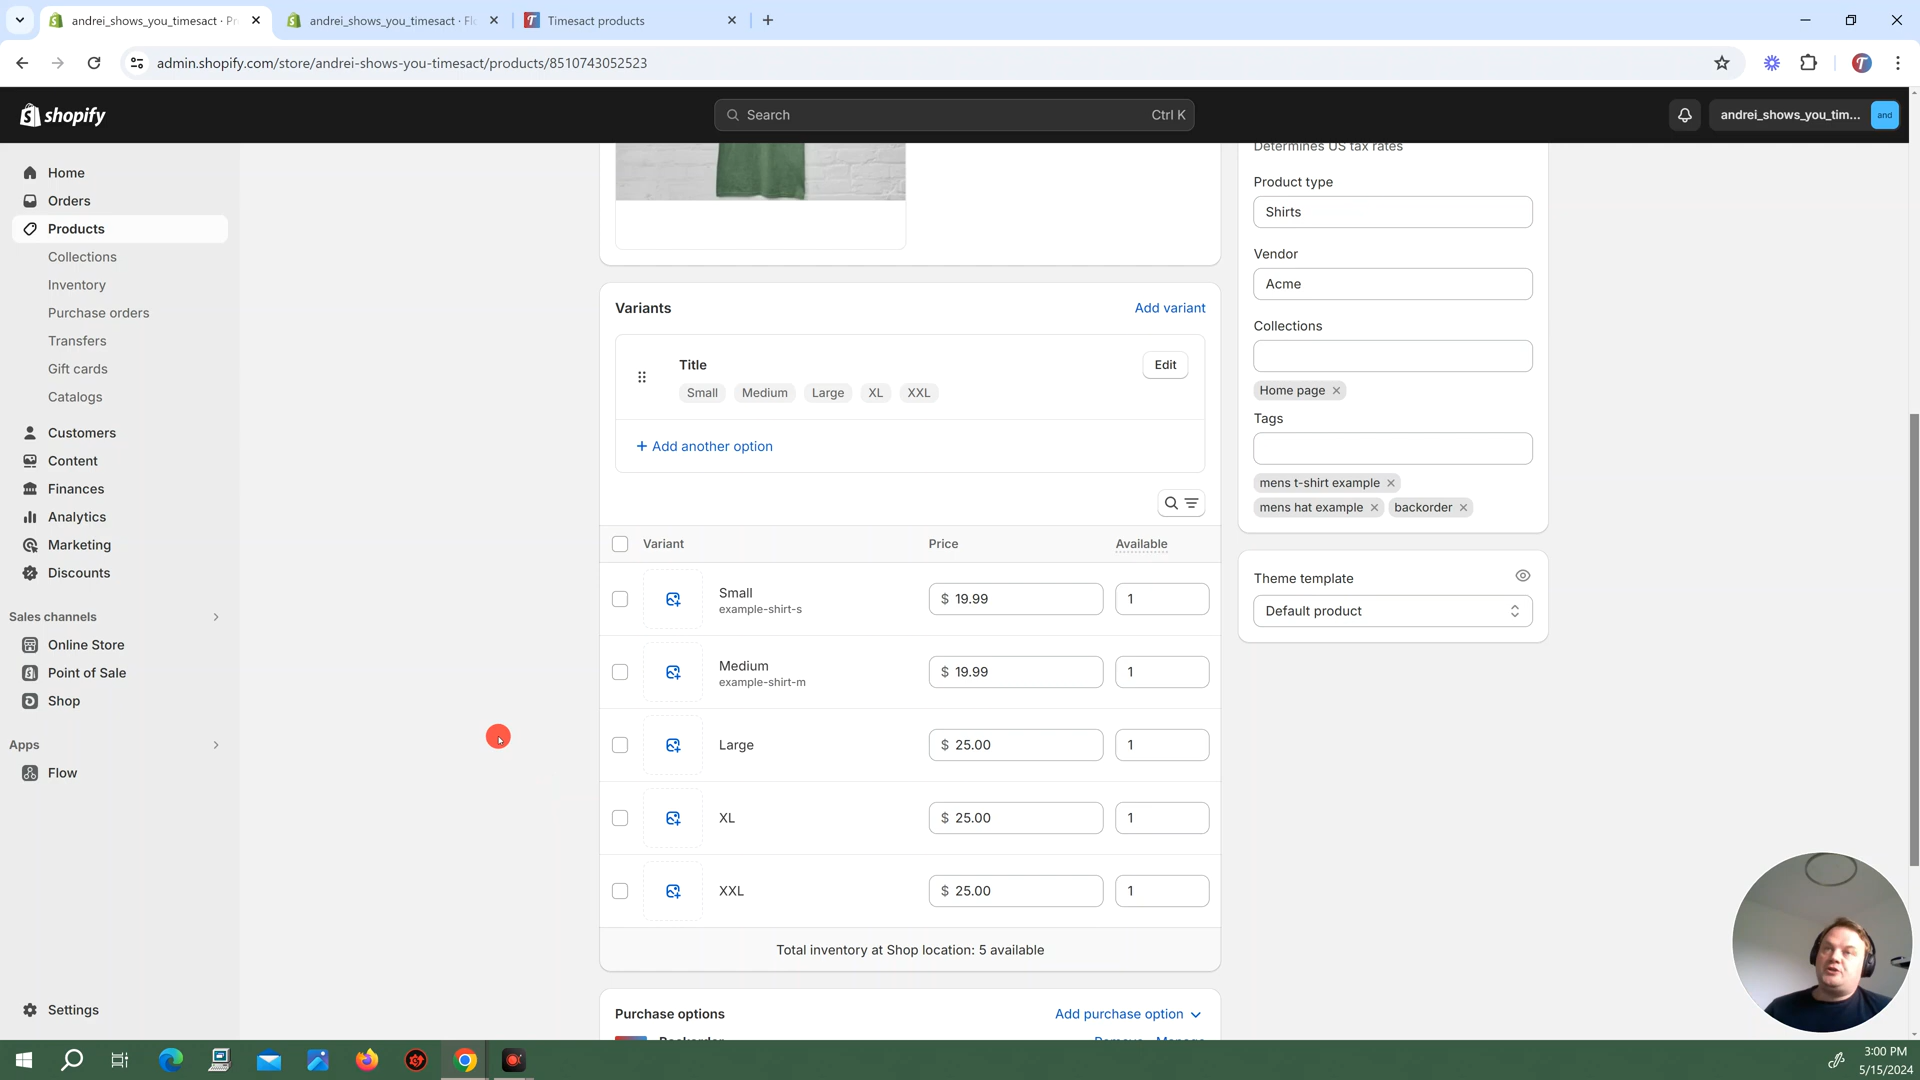 andrei_shows_you_timesact · Pr
andrei_shows_you_timesact · Flo
Timesact products
admin.shopify.com/store/andrei-shows-you-timesact/products/8510743052523
shopify
Search
Ctrl K
andrei_shows_you_tim...
and
Home
Orders
Products
Collections
Inventory
Purchase orders
Transfers
Gift cards
Catalogs
Customers
Content
Finances
Analytics
Marketing
Discounts
Sales channels
Online Store
Point of Sale
Shop
Apps
Flow
Settings
Variants
Add variant
Title
Edit
Small Medium Large XL XXL
+ Add another option
Variant Price Available
Small
example-shirt-s
$ 19.99
1
Medium
example-shirt-m
$ 19.99
1
Large
$ 25.00
1
XL
$ 25.00
1
XXL
$ 25.00
1
Total inventory at Shop location: 5 available
Purchase options
Add purchase option
Backorder
Remove Manage
Determines US tax rates
Product type
Shirts
Vendor
Acme
Collections
Home page
Tags
mens t-shirt example
mens hat example
backorder
Theme template
Default product
3:00 PM
5/15/2024